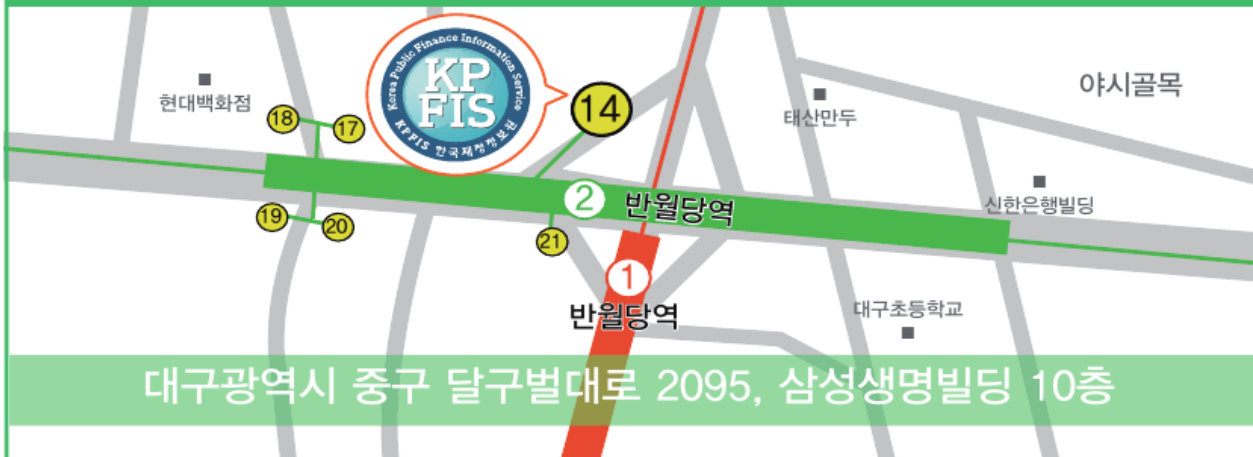 Korea Public Finance Information Service
KP
FIS
KPFIS 한국재정정보원
14
현대백화점
18
17
태산만두
야시골목
2
반월당역
신한은행빌딩
19
20
21
1
반월당역
대구초등학교
대구광역시 중구 달구벌대로 2095, 삼성생명빌딩 10층